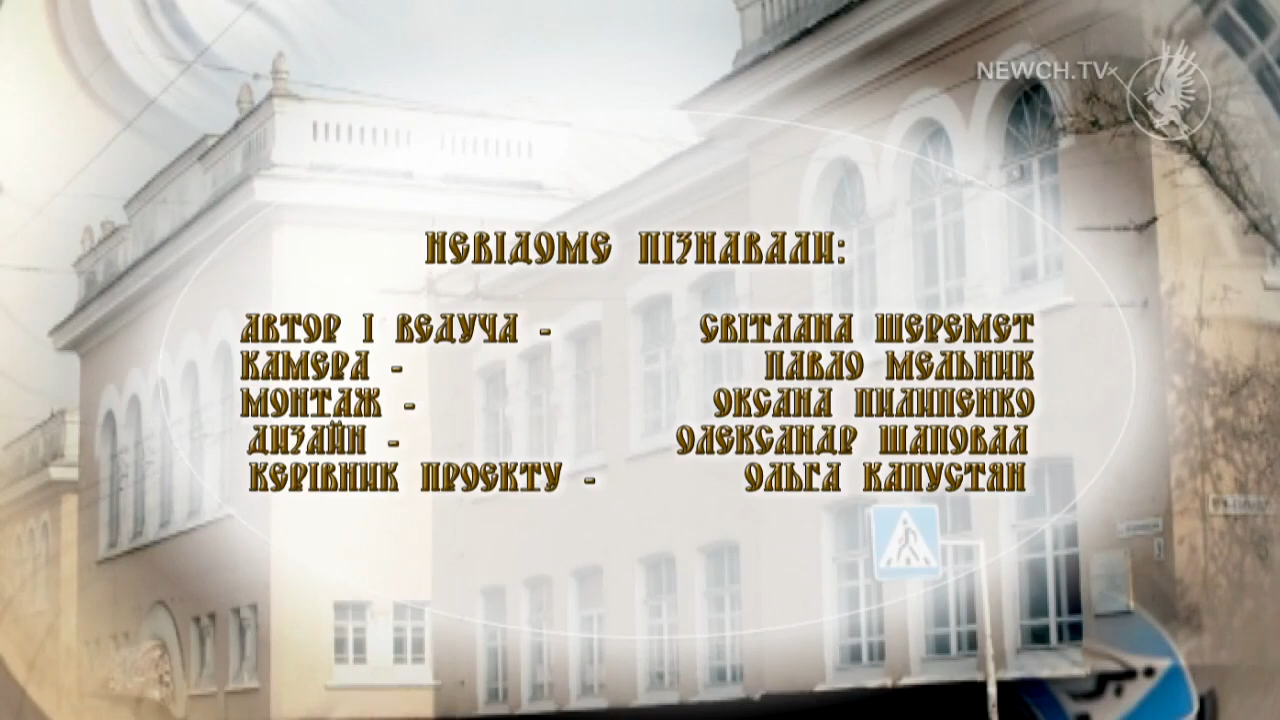 NEWCH.TV
НЕВІДОМЕ ПІЗНАВАЛИ:
АВТОР І ВЕДУЧА - СВІТЛАНА ШЕРЕМЕТ
КАМЕРА - ПАВЛО МЕЛЬНИК
МОНТАЖ - ОКСАНА ПИЛИПЕНКО
ДИЗАЙН - ОЛЕКСАНДР ШАПОВАЛ
КЕРІВНИК ПРОЕКТУ - ОЛЬГА КАПУСТЯН